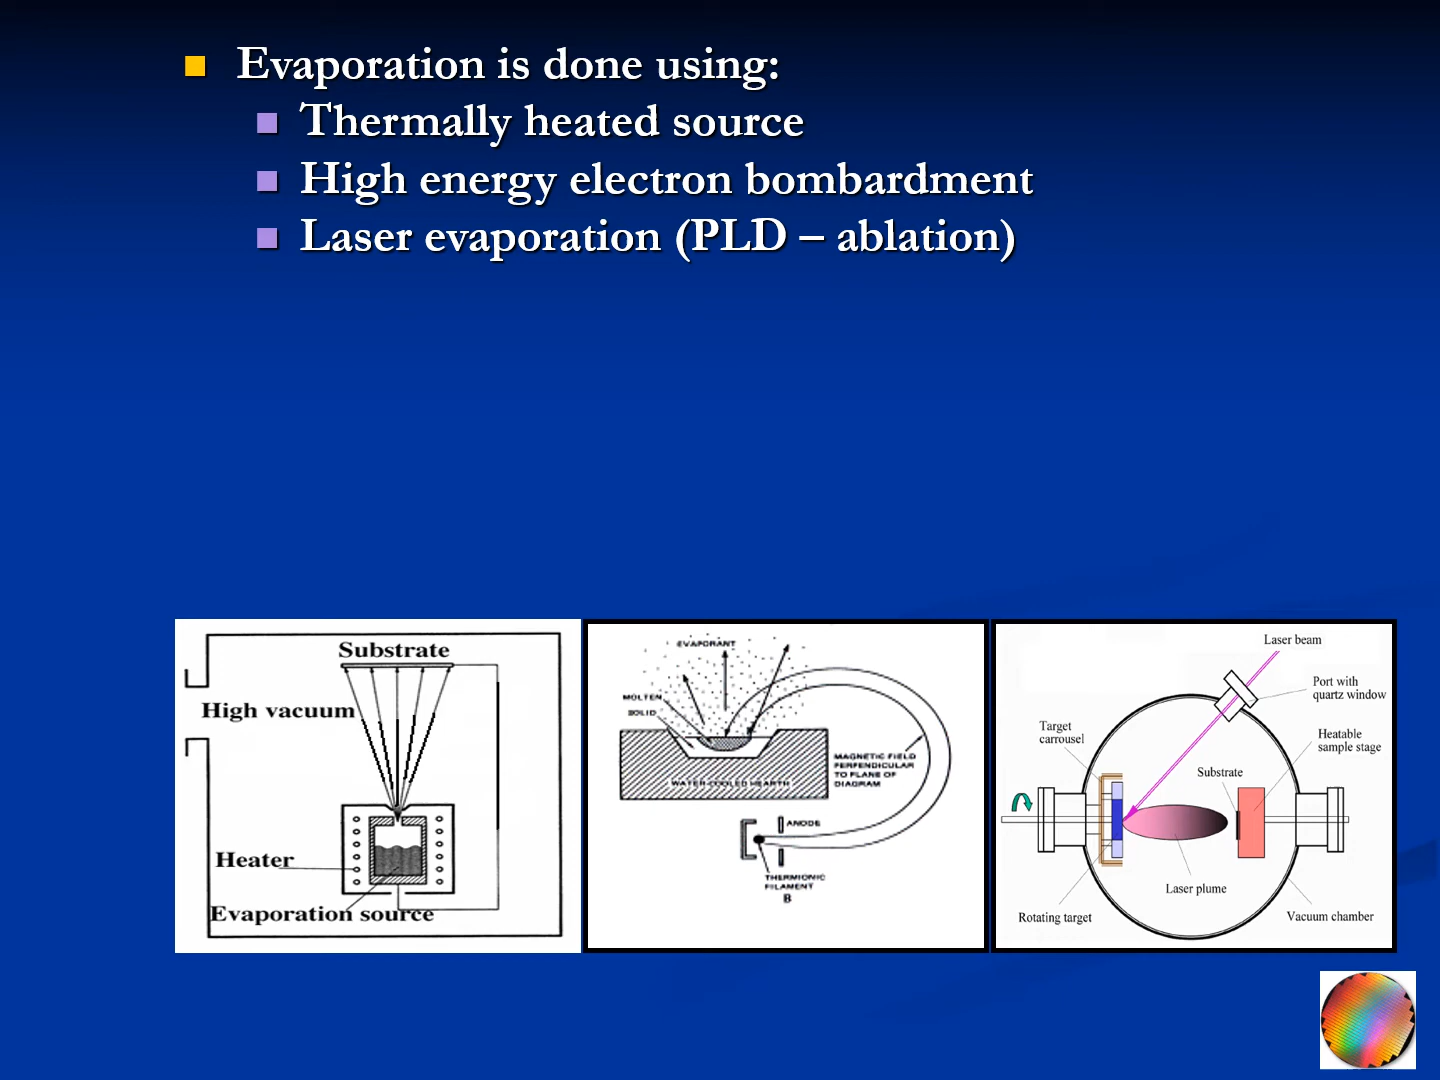 Evaporation is done using:
Thermally heated source
High energy electron bombardment
Laser evaporation (PLD – ablation)
Substrate
High vacuum
Heater
Evaporation source
EVAPORANT
MOLTEN
SOLID
WATER-COOLED HEARTH
MAGNETIC FIELD
PERFENDICULAR
TO PLANE OF
DIAGRAM
ANODE
THERMIONIC
FILAMENT
B
Laser beam
Port with
quartz window
Target
carrousel
Heatable
sample stage
Substrate
Laser plume
Rotating target
Vacuum chamber